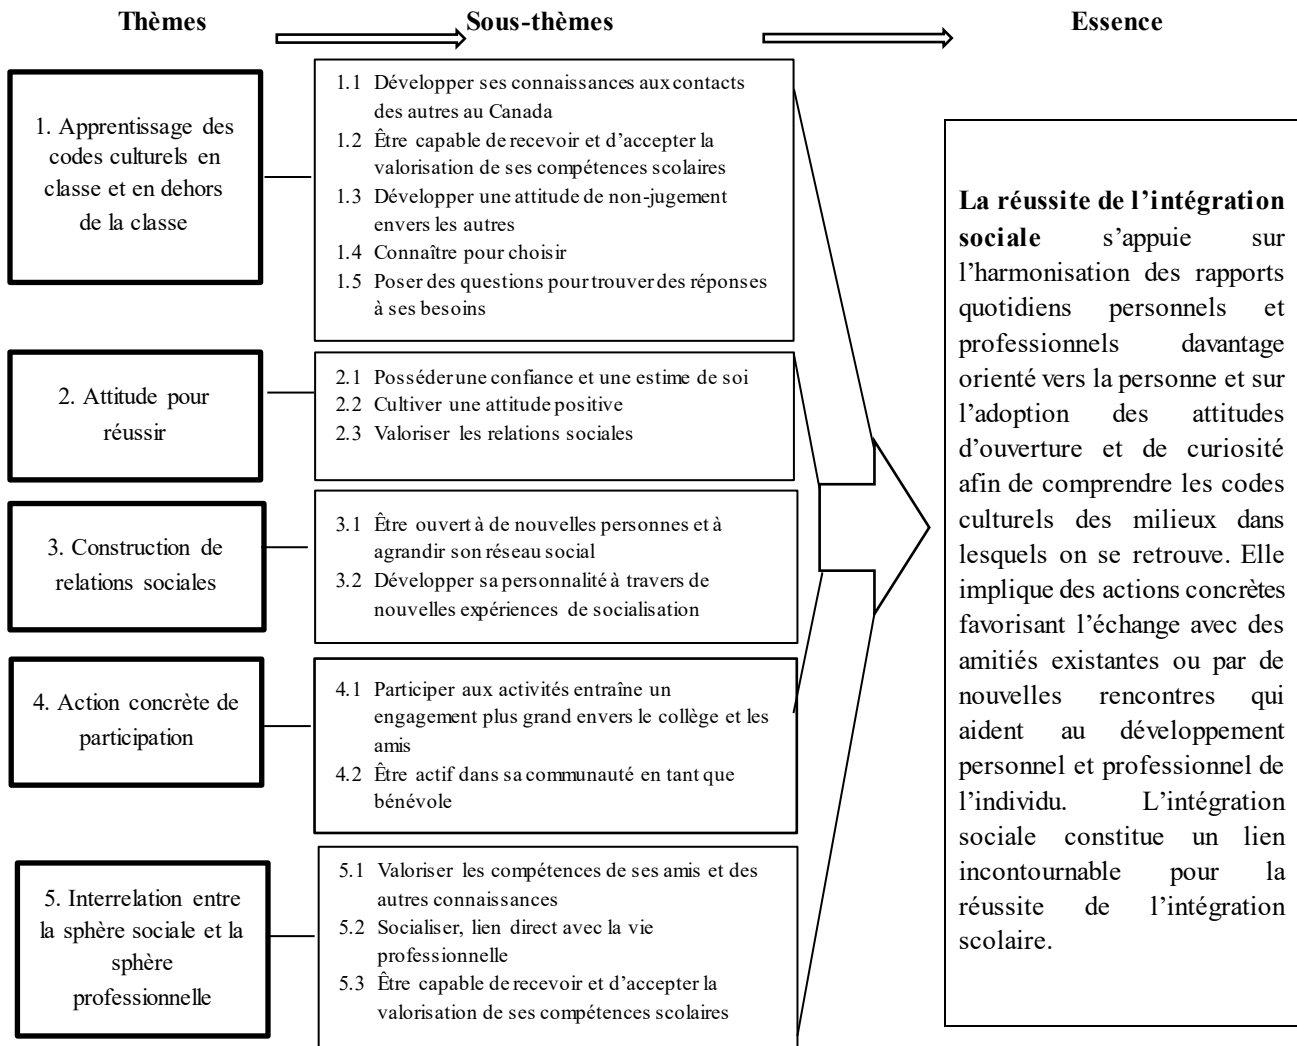 Thèmes
Sous-thèmes
Essence
1. Apprentissage des
codes culturels en
classe et en dehors
de la classe
1.1 Développer ses connaissances aux contacts
des autres au Canada
1.2 Être capable de recevoir et d’accepter la
valorisation de ses compétences scolaires
1.3 Développer une attitude de non-jugement
envers les autres
1.4 Connaître pour choisir
1.5 Poser des questions pour trouver des réponses
à ses besoins
2. Attitude pour
réussir
2.1 Posséder une confiance et une estime de soi
2.2 Cultiver une attitude positive
2.3 Valoriser les relations sociales
3. Construction de
relations sociales
3.1 Être ouvert à de nouvelles personnes et à
agrandir son réseau social
3.2 Développer sa personnalité à travers de
nouvelles expériences de socialisation
4. Action concrète de
participation
4.1 Participer aux activités entraîne un
engagement plus grand envers le collège et les
amis
4.2 Être actif dans sa communauté en tant que
bénévole
5. Interrelation entre
la sphère sociale et la
sphère
professionnelle
5.1 Valoriser les compétences de ses amis et des
autres connaissances
5.2 Socialiser, lien direct avec la vie
professionnelle
5.3 Être capable de recevoir et d’accepter la
valorisation de ses compétences scolaires
La réussite de l’intégration
sociale s’appuie sur
l’harmonisation des rapports
quotidiens personnels et
professionnels davantage
orienté vers la personne et sur
l’adoption des attitudes
d’ouverture et de curiosité
afin de comprendre les codes
culturels des milieux dans
lesquels on se retrouve. Elle
implique des actions concrètes
favorisant l’échange avec des
amitiés existantes ou par de
nouvelles rencontres qui
aident au développement
personnel et professionnel de
l’individu. L’intégration
sociale constitue un lien
incontournable pour la
réussite de l’intégration
scolaire.